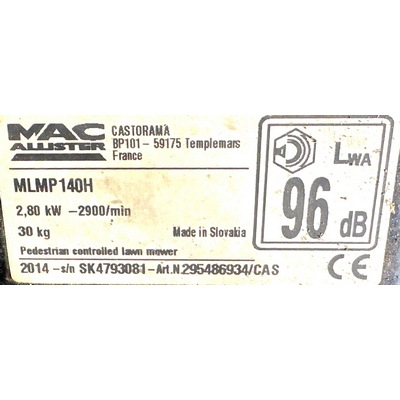 MAC
ALLISTER
CASTORAMA
BP101 - 59175 Templemars
France
MLMP140H
2,80 kW -2900/min
30 kg
Made in Slovakia
Pedestrian controlled lawn mower
2014 -s/n SK4793081-Art.N.295486934/CAS
LWA
96 dB
CE